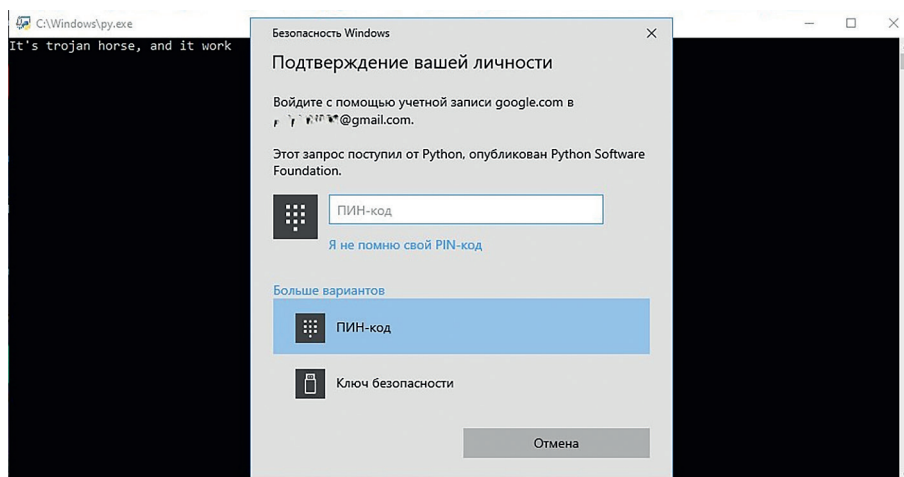 C:\Windows\py.exe
It's trojan horse, and it work
Безопасность Windows
Подтверждение вашей личности
Войдите с помощью учетной записи google.com в
@gmail.com.
Этот запрос поступил от Python, опубликован Python Software
Foundation.
ПИН-код
Я не помню свой PIN-код
Больше вариантов
ПИН-код
Ключ безопасности
Отмена